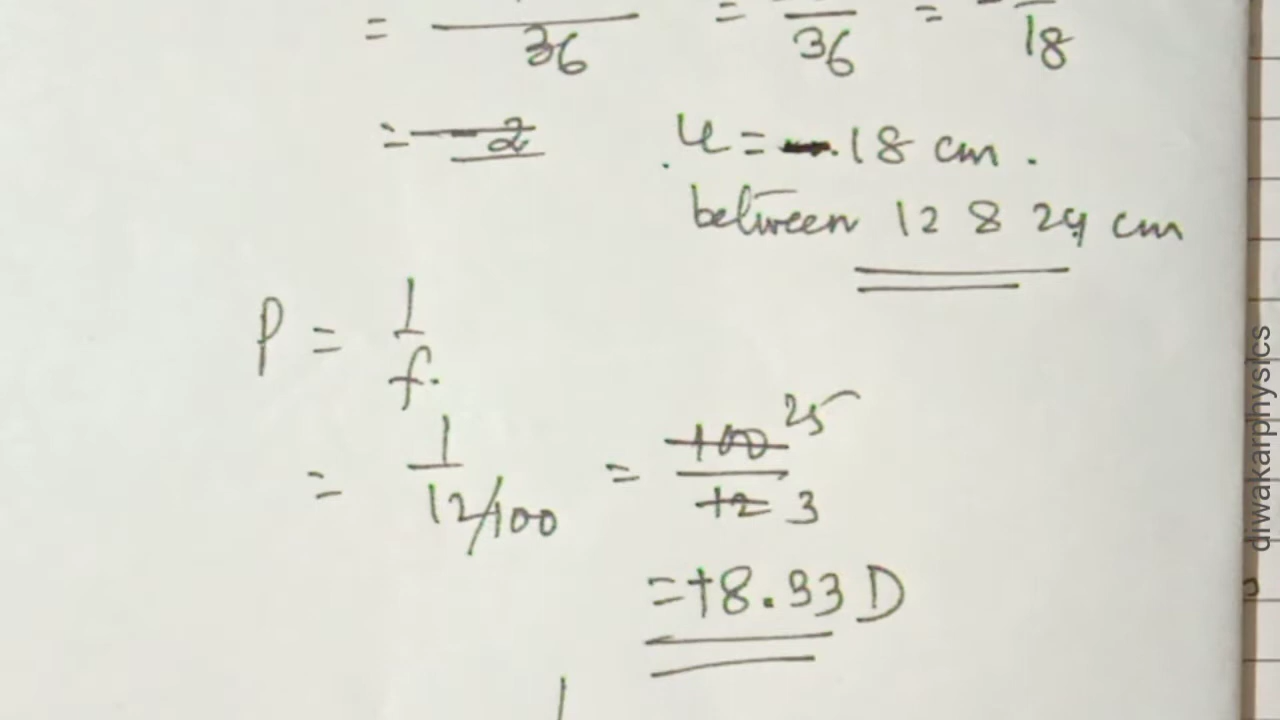 = 36 = 36 = 18
= - 2 u = - 18 cm .
between 12 & 24 cm
P = 1/f.
= 1/12/100 = 100 25/12 3
= +8.33 D
diwakarphysics